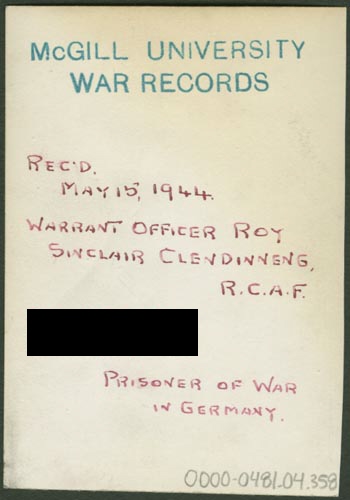 McGILL UNIVERSITY
WAR RECORDS
REC'D.
MAY 15, 1944.
WARRANT OFFICER ROY
SINCLAIR CLENDINNENG,
R.C.A.F.
PRISONER OF WAR
IN GERMANY.
0000-0481.04.358